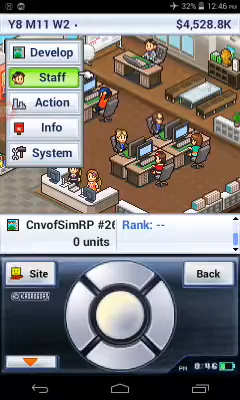 32% 12:46 PM
Y8 M11 W2
$4,528.8K
Develop
Staff
Action
Info
System
CnvofSimRP #26
Rank: --
0 units
Site
Back
©KAIROSOFT
PM 8:46